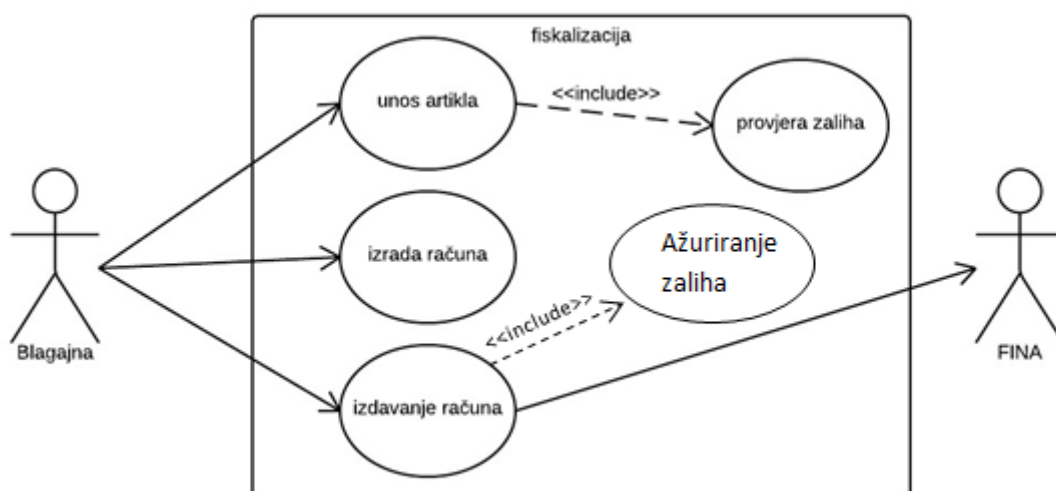 fiskalizacija
unos artikla
<<include>>
provjera zaliha
izrada računa
Ažuriranje
zaliha
<<include>>
Blagajna
izdavanje računa
FINA